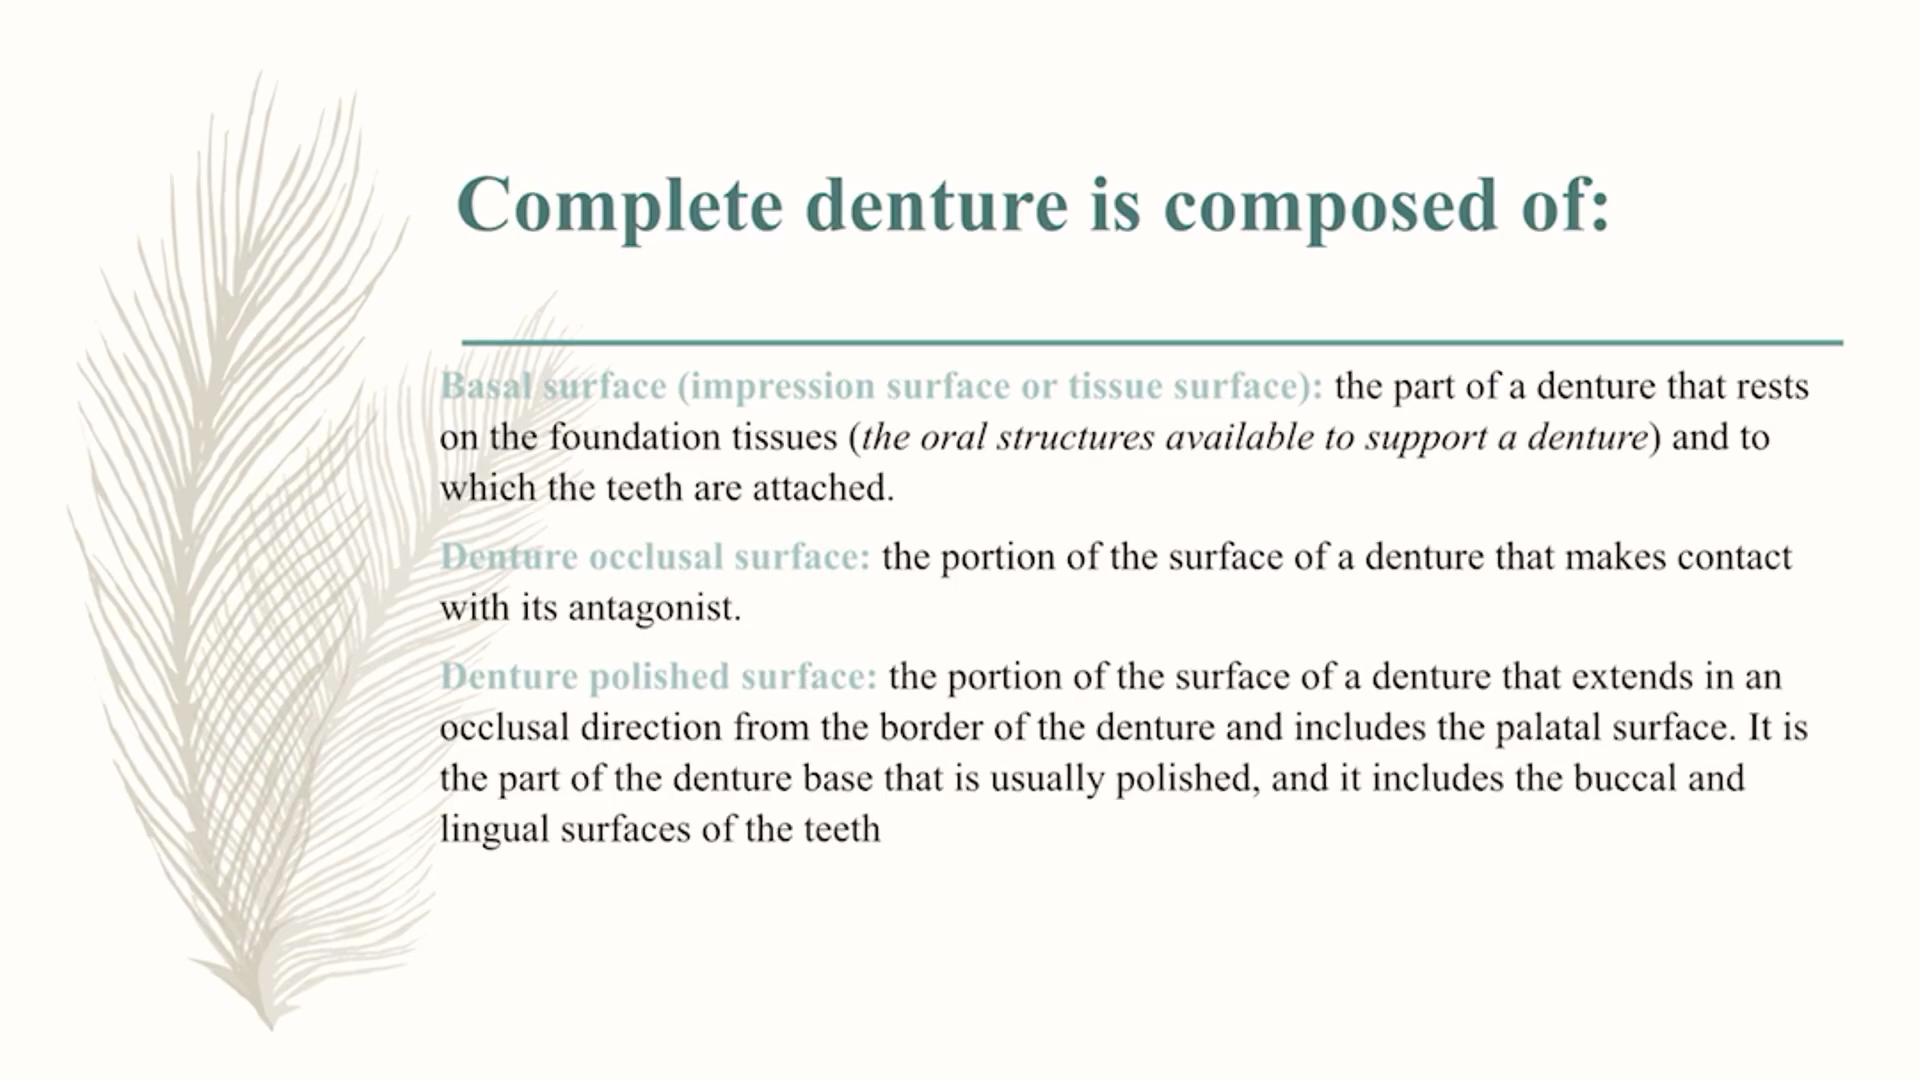 Complete denture is composed of:
Basal surface (impression surface or tissue surface): the part of a denture that rests
on the foundation tissues (the oral structures available to support a denture) and to
which the teeth are attached.
Denture occlusal surface: the portion of the surface of a denture that makes contact
with its antagonist.
Denture polished surface: the portion of the surface of a denture that extends in an
occlusal direction from the border of the denture and includes the palatal surface. It is
the part of the denture base that is usually polished, and it includes the buccal and
lingual surfaces of the teeth